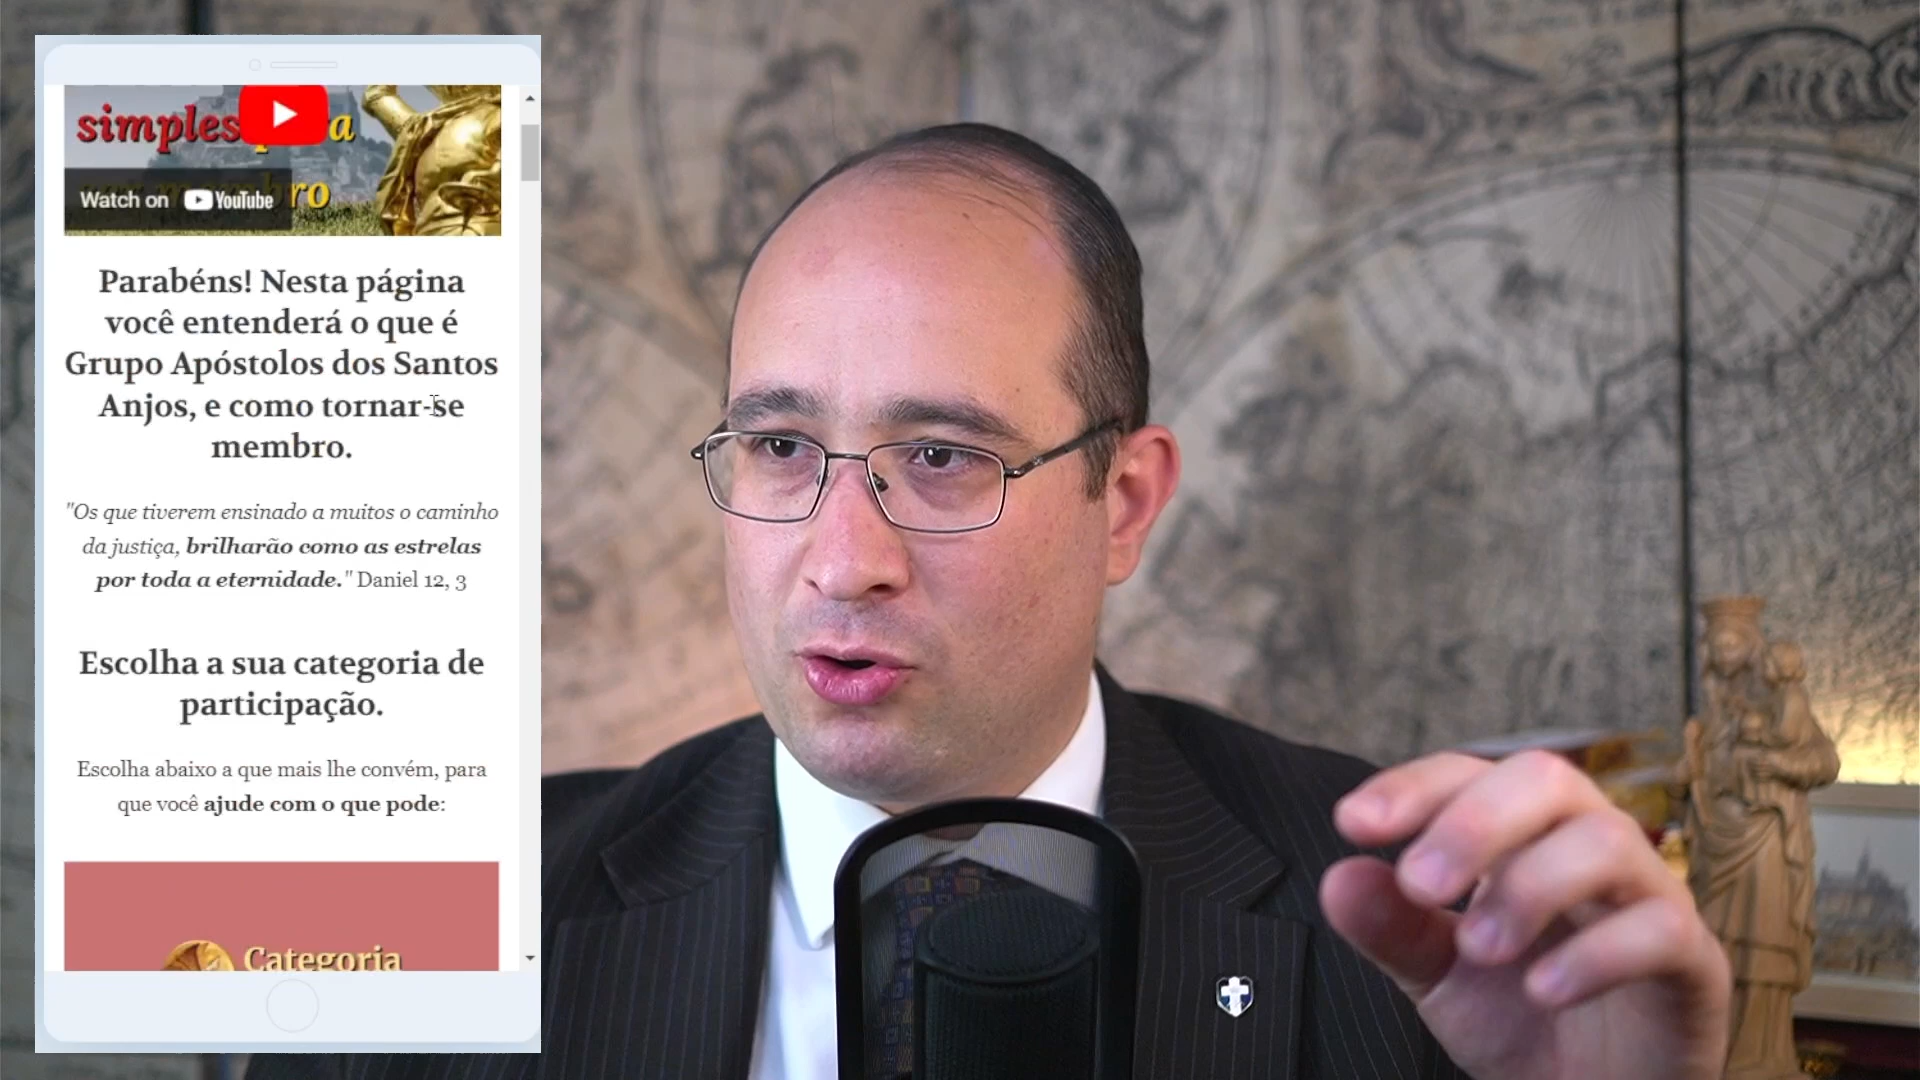 simples
a
ro
Watch on YouTube
Parabéns! Nesta página
você entenderá o que é
Grupo Apóstolos dos Santos
Anjos, e como tornar-se
membro.
"Os que tiverem ensinado a muitos o caminho
da justiça, brilharão como as estrelas
por toda a eternidade." Daniel 12, 3
Escolha a sua categoria de
participação.
Escolha abaixo a que mais lhe convém, para
que você ajude com o que pode:
Categoria